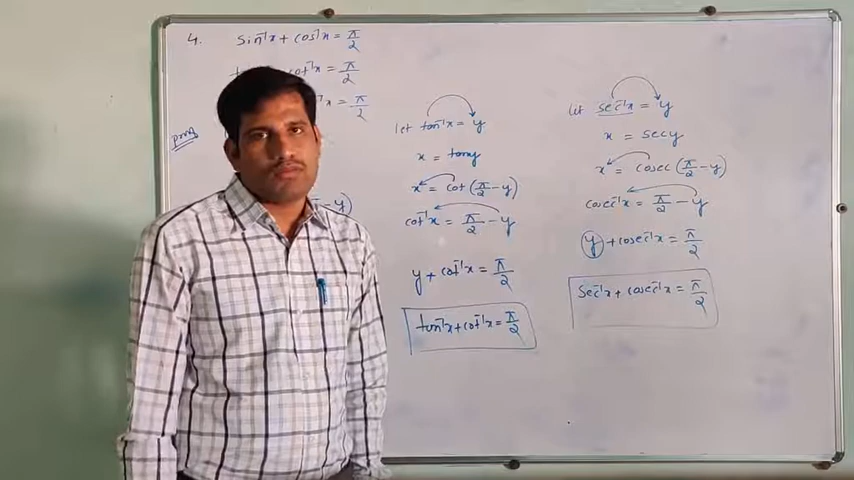 4. sin⁻¹x + cos⁻¹x = π/2
cot⁻¹x = π/2
⁻¹x = π/2
proof
π/2 - y)
let tan⁻¹x = y
x = tany
x = cot(π/2 - y)
cot⁻¹x = π/2 - y
y + cot⁻¹x = π/2
tan⁻¹x + cot⁻¹x = π/2
let sec⁻¹x = y
x = secy
x = cosec(π/2 - y)
cosec⁻¹x = π/2 - y
y + cosec⁻¹x = π/2
sec⁻¹x + cosec⁻¹x = π/2